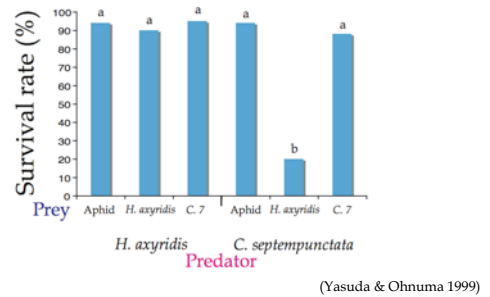 Survival rate (%)
100
90
80
70
60
50
40
30
20
10
0
a
a
a
a
b
a
Prey Aphid H. axyridis C. 7 Aphid H. axyridis C. 7
H. axyridis C. septempunctata
Predator
(Yasuda & Ohnuma 1999)